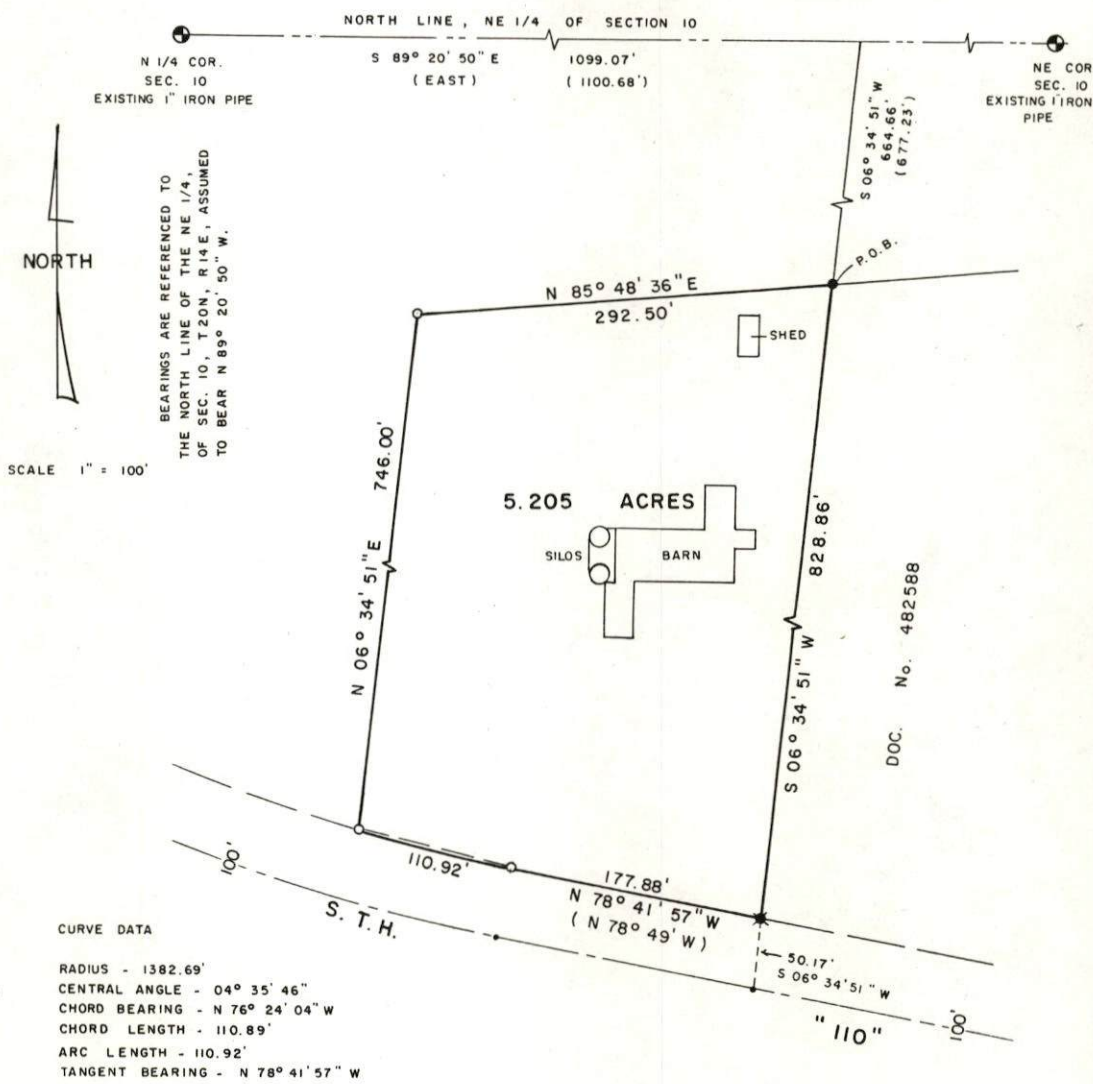 NORTH LINE, NE 1/4 OF SECTION 10
S 89° 20' 50" E 1099.07'
(EAST) (1100.68')
N 1/4 COR.
SEC. 10
EXISTING 1" IRON PIPE
NE COR
SEC. 10
EXISTING 1" IRON
PIPE
S 06° 34' 51" W
664.66'
(677.23')
BEARINGS ARE REFERENCED TO
THE NORTH LINE OF THE NE 1/4,
OF SEC. 10, T20N, R14E, ASSUMED
TO BEAR N 89° 20' 50" W.
NORTH
SCALE 1" = 100'
P.O.B.
N 85° 48' 36" E
292.50'
SHED
N 06° 34' 51" E 746.00'
5.205 ACRES
SILOS
BARN
S 06° 34' 51" W 828.86'
DOC. No. 482588
110.92'
177.88'
N 78° 41' 57" W
(N 78° 49' W)
100'
S. T. H.
50.17'
S 06° 34' 51" W
"110"
100'
CURVE DATA
RADIUS - 1382.69'
CENTRAL ANGLE - 04° 35' 46"
CHORD BEARING - N 76° 24' 04" W
CHORD LENGTH - 110.89'
ARC LENGTH - 110.92'
TANGENT BEARING - N 78° 41' 57" W